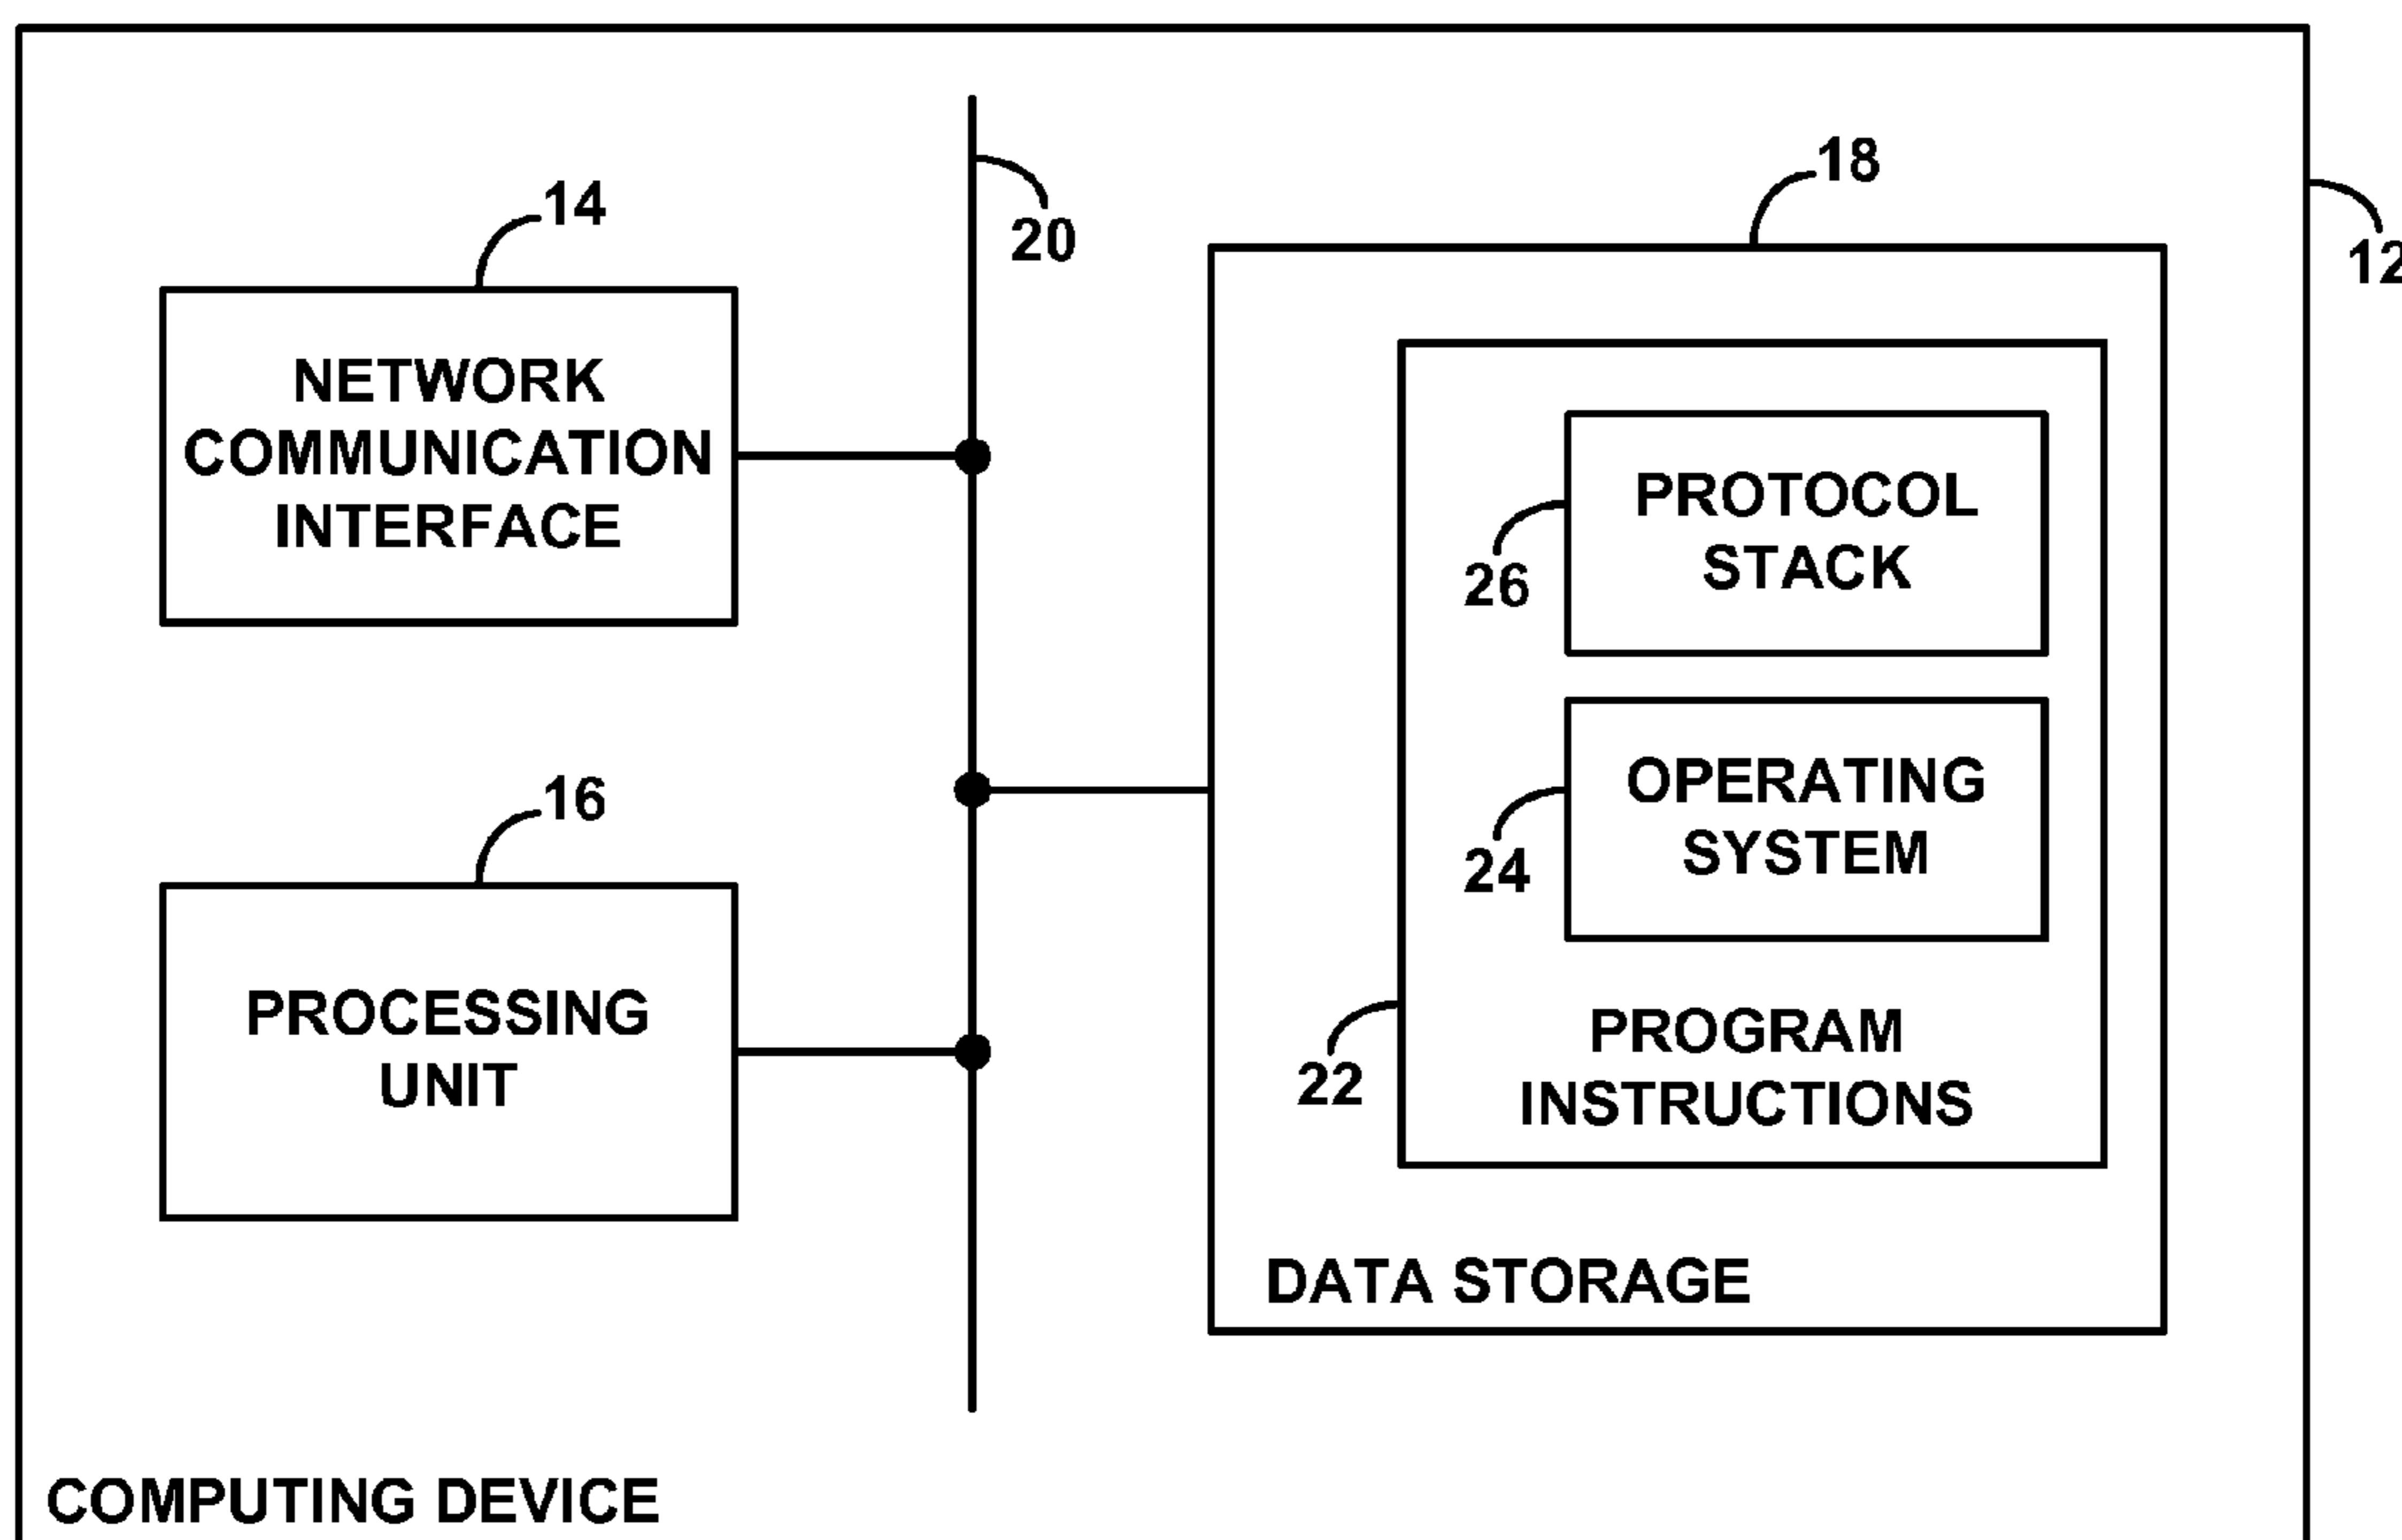 14
20
18
12
NETWORK
COMMUNICATION
INTERFACE
PROTOCOL
STACK
26
OPERATING
SYSTEM
24
16
PROCESSING
UNIT
PROGRAM
INSTRUCTIONS
22
DATA STORAGE
COMPUTING DEVICE